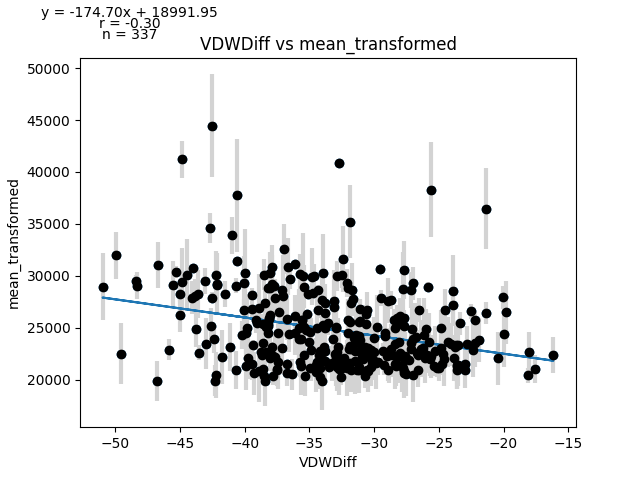 y = -174.70x + 18991.95
r = -0.30
n = 337
VDWDiff vs mean_transformed
50000
45000
40000
35000
30000
25000
20000
mean_transformed
−50 −45 −40 −35 −30 −25 −20 −15
VDWDiff